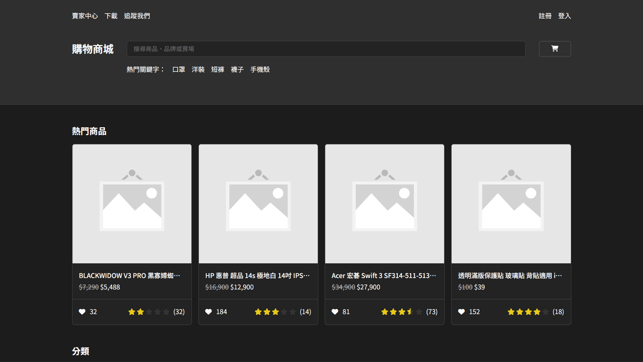 賣家中心 下載 追蹤我們
註冊 登入
購物商城
搜尋商品、品牌或賣場
熱門關鍵字： 口罩 洋裝 短褲 襪子 手機殼
熱門商品
BLACKWIDOW V3 PRO 黑寡婦蜘…
$7,290 $5,488
32 (32)
HP 惠普 超品 14s 極地白 14吋 IPS…
$16,900 $12,900
184 (14)
Acer 宏碁 Swift 3 SF314-511-513…
$34,900 $27,900
81 (73)
透明滿版保護貼 玻璃貼 背貼適用 i…
$100 $39
152 (18)
分類